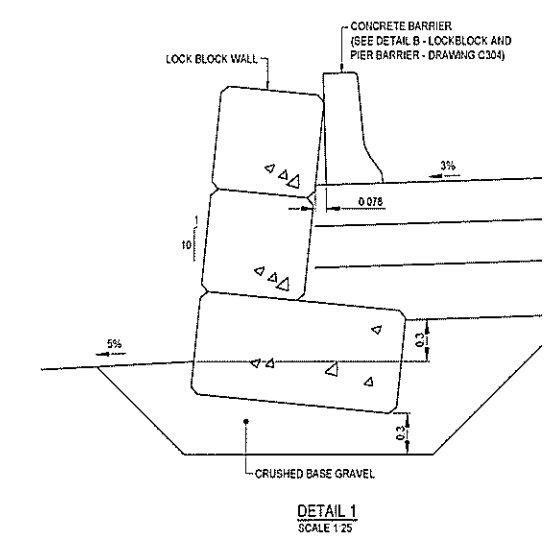 CONCRETE BARRIER
(SEE DETAIL B - LOCKBLOCK AND
PIER BARRIER - DRAWING C304)
LOCK BLOCK WALL
3%
0.078
1
10
0.3
5%
0.3
CRUSHED BASE GRAVEL
DETAIL 1
SCALE 1:25